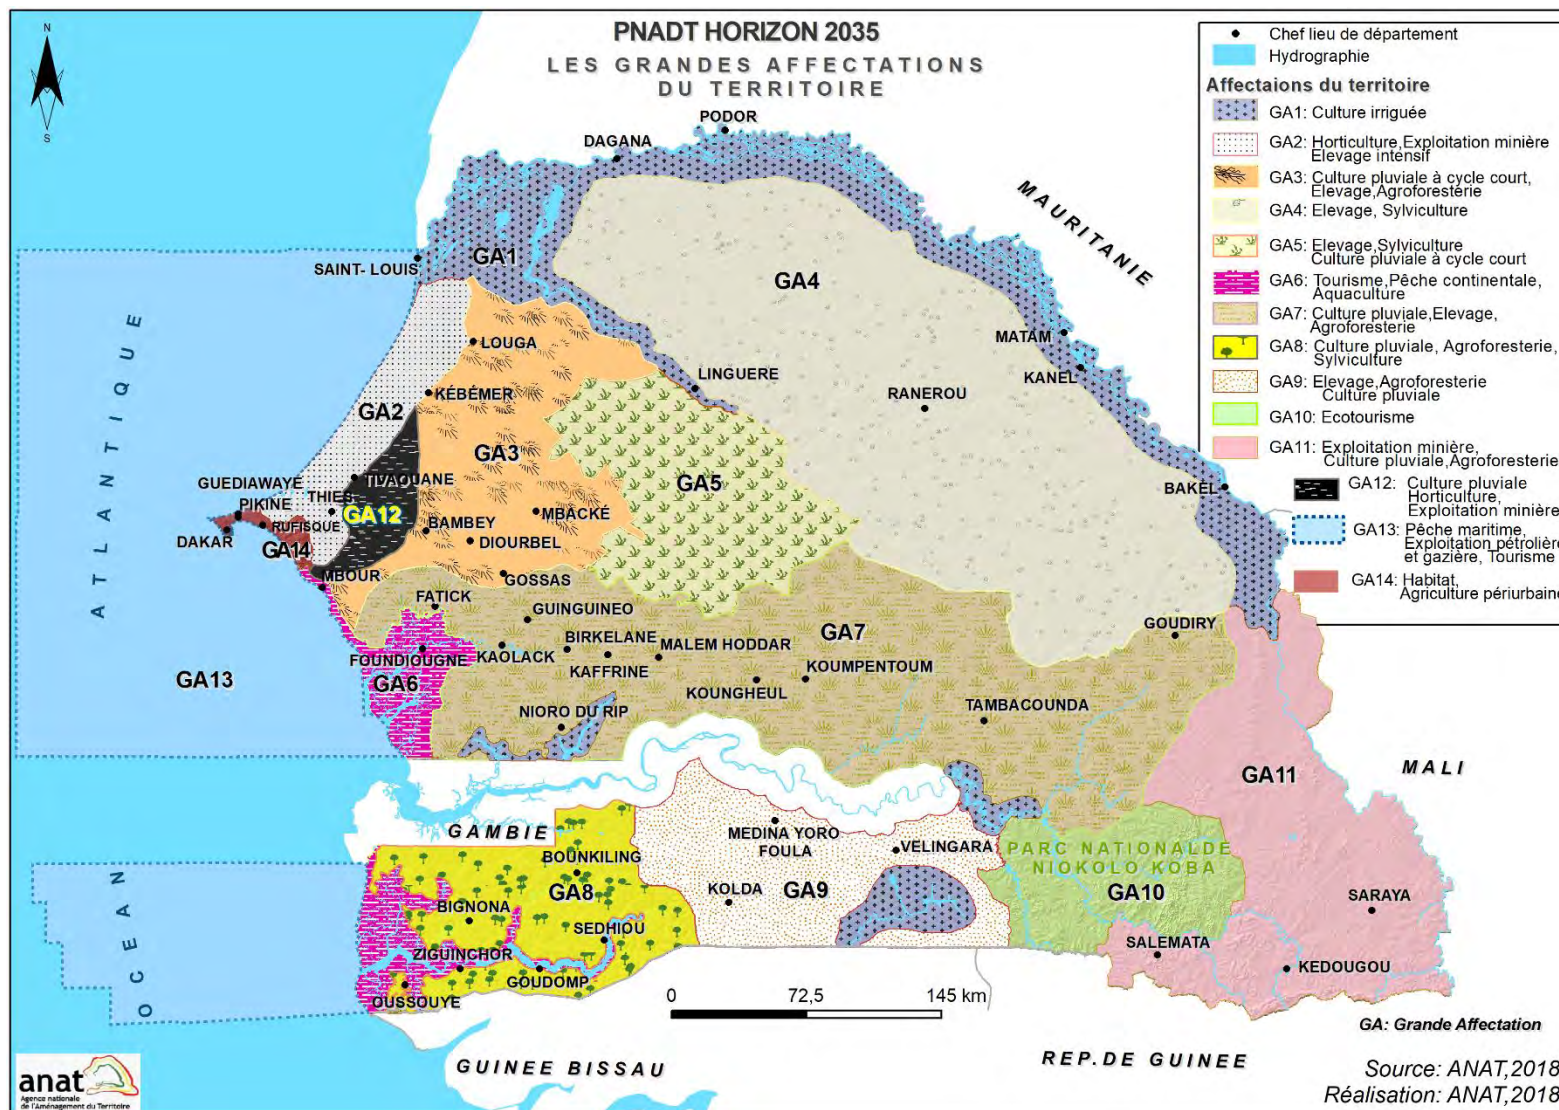 PNADT HORIZON 2035
LES GRANDES AFFECTATIONS
DU TERRITOIRE
N
S
Chef lieu de département
Hydrographie
Affectaions du territoire
GA1: Culture irriguée
GA2: Horticulture,Exploitation minière
Elevage intensif
GA3: Culture pluviale à cycle court,
Elevage,Agroforesterie
GA4: Elevage, Sylviculture
GA5: Elevage,Sylviculture
Culture pluviale à cycle court
GA6: Tourisme,Pêche continentale,
Aquaculture
GA7: Culture pluviale,Elevage,
Agroforesterie
GA8: Culture pluviale, Agroforesterie,
Sylviculture
GA9: Elevage,Agroforesterie
Culture pluviale
GA10: Ecotourisme
GA11: Exploitation minière,
Culture pluviale,Agroforesterie
GA12: Culture pluviale
Horticulture,
Exploitation minière
GA13: Pêche maritime,
Exploitation pétrolière
et gazière, Tourisme
GA14: Habitat,
Agriculture périurbaine
PODOR
DAGANA
MAURITANIE
SAINT- LOUIS
GA1
GA4
LOUGA
MATAM
KANEL
LINGUERE
RANEROU
KÉBÉMER
GA2
GA3
GA5
BAKEL
TIVAOUANE
GUEDIAWAYE
PIKINE
THIES
GA12
RUFISQUE
DAKAR
GA14
BAMBEY
MBACKÉ
DIOURBEL
MBOUR
GOSSAS
FATICK
GUINGUINEO
GA7
GOUDIRY
BIRKELANE
MALEM HODDAR
FOUNDIOUGNE
KAOLACK
KAFFRINE
KOUMPENTOUM
GA13
GA6
KOUNGHEUL
NIORO DU RIP
TAMBACOUNDA
ATLANTIQUE
OCEAN
GA11
MALI
GAMBIE
MEDINA YORO
FOULA
VELINGARA
PARC NATIONALDE
NIOKOLO KOBA
BOUNKILING
GA8
KOLDA
GA9
GA10
SARAYA
BIGNONA
SEDHIOU
SALEMATA
ZIGUINCHOR
GOUDOMP
KEDOUGOU
OUSSOUYE
0 72,5 145 km
GUINEE BISSAU
REP.DE GUINEE
GA: Grande Affectation
Source: ANAT,2018
Réalisation: ANAT,2018
anat
Agence nationale
de l'Aménagement du Territoire